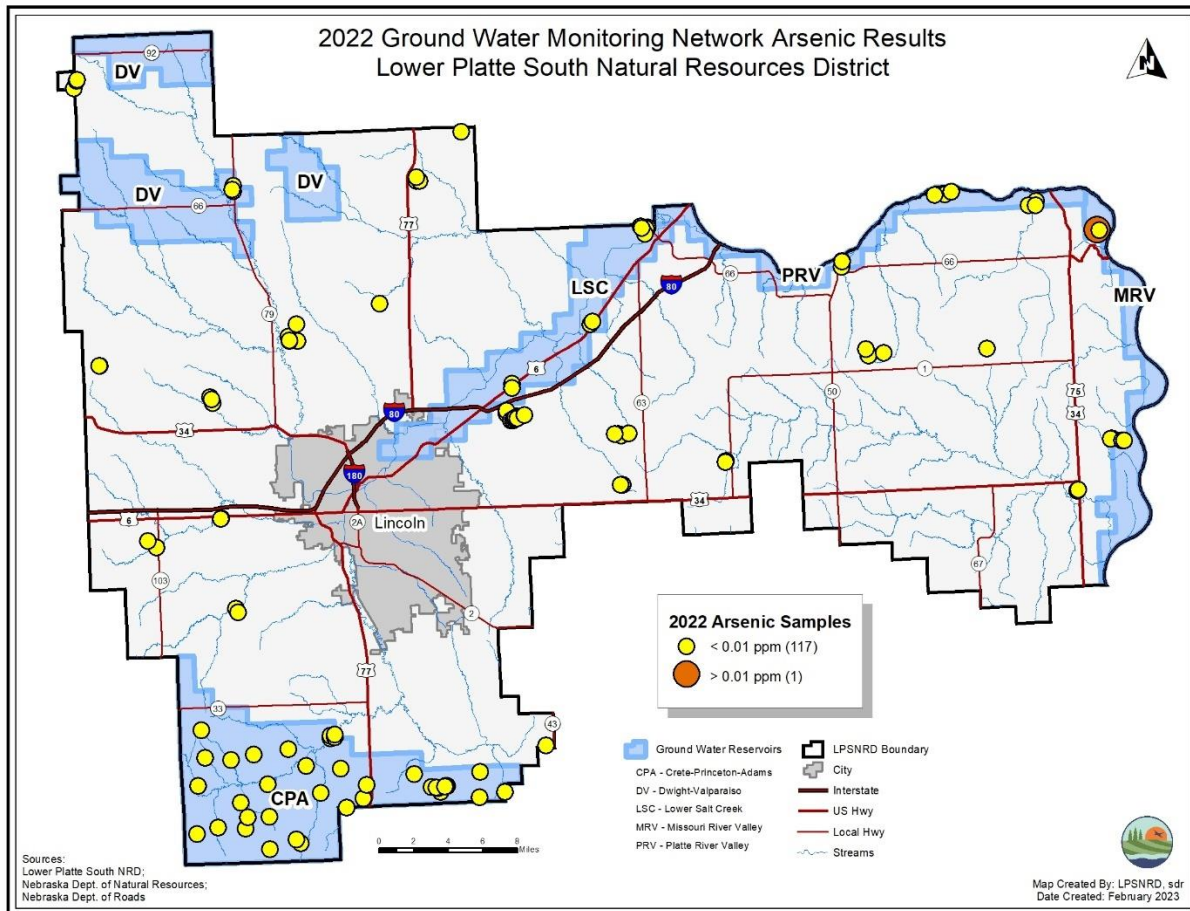 2022 Ground Water Monitoring Network Arsenic Results
Lower Platte South Natural Resources District
N
92
DV
DV
DV
66
77
79
LSC
80
66
PRV
66
MRV
6
63
50
1
75
34
34
80
180
6
Lincoln
2A
34
103
2
67
77
33
43
CPA
2022 Arsenic Samples
< 0.01 ppm (117)
> 0.01 ppm (1)
Ground Water Reservoirs
CPA - Crete-Princeton-Adams
DV - Dwight-Valparaiso
LSC - Lower Salt Creek
MRV - Missouri River Valley
PRV - Platte River Valley
LPSNRD Boundary
City
Interstate
US Hwy
Local Hwy
Streams
0 2 4 6 8
Miles
Sources:
Lower Platte South NRD;
Nebraska Dept. of Natural Resources;
Nebraska Dept. of Roads
Map Created By: LPSNRD, sdr
Date Created: February 2023